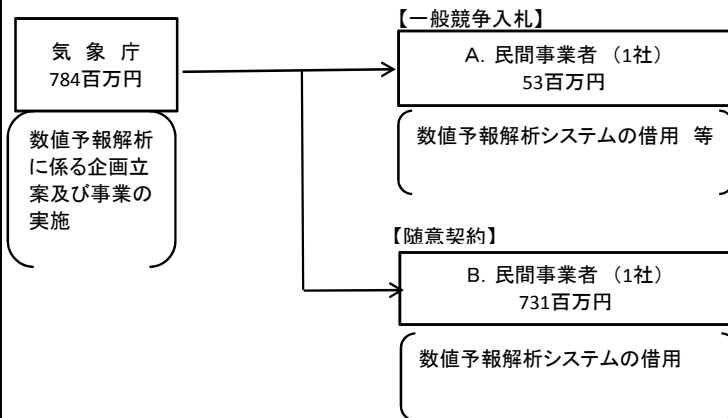 【一般競争入札】
気 象 庁
784百万円
A. 民間事業者 (1社)
53百万円
数値予報解析
に係る企画立
案及び事業の
実施
数値予報解析システムの借用 等
【随意契約】
B. 民間事業者 (1社)
731百万円
数値予報解析システムの借用